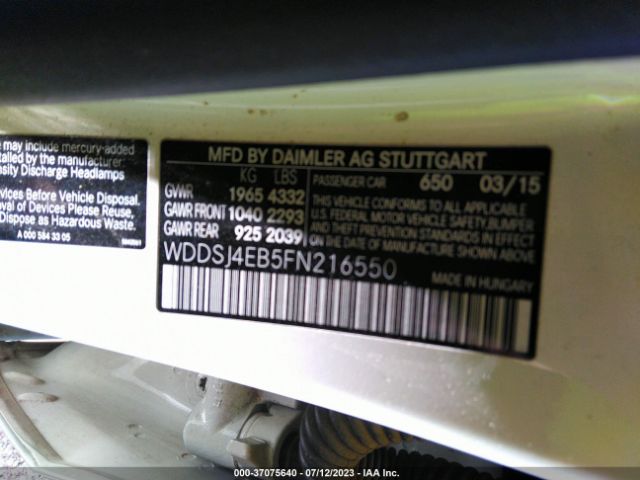 e may include mercury-added
talled by the manufacturer:
nsity Discharge Headlamps
vices Before Vehicle Disposal.
oval of Devices Please Reuse,
se as Hazardous Waste.
A 000 584 33 05
MFD BY DAIMLER AG STUTTGART
KG LBS
GVWR 1965 4332
GAWR FRONT 1040 2293
GAWR REAR 925 2039
PASSENGER CAR 650 03/15
THIS VEHICLE CONFORMS TO ALL APPLICABLE
U.S. FEDERAL MOTOR VEHICLE SAFETY, BUMPER
AND THEFT PREVENTION STANDARDS IN EFFECT
ON THE DATE OF MANUFACTURE SHOWN ABOVE.
WDDSJ4EB5FN216550
MADE IN HUNGARY
000-37075640 - 07/12/2023 - IAA Inc.